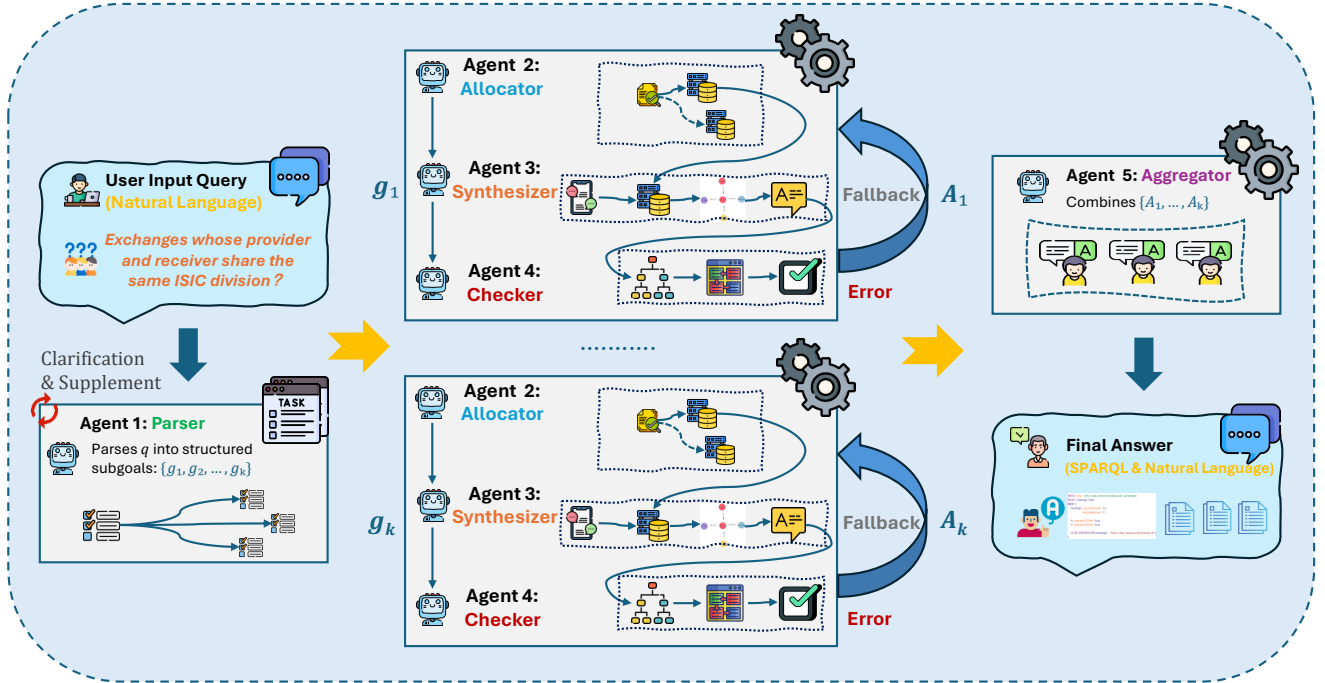 User Input Query
(Natural Language)
???
Exchanges whose provider
and receiver share the
same ISIC division ?
Clarification
& Supplement
TASK
Agent 1: Parser
Parses q into structured
subgoals: {g₁, g₂, ... , gₖ}
g₁
Agent 2:
Allocator
Agent 3:
Synthesizer
A
Agent 4:
Checker
Fallback
A₁
Error
...........
gₖ
Agent 2:
Allocator
Agent 3:
Synthesizer
A
Agent 4:
Checker
Fallback
Aₖ
Error
Agent 5: Aggregator
Combines {A₁, ... , Aₖ}
A
A
A
Final Answer
(SPARQL & Natural Language)
A